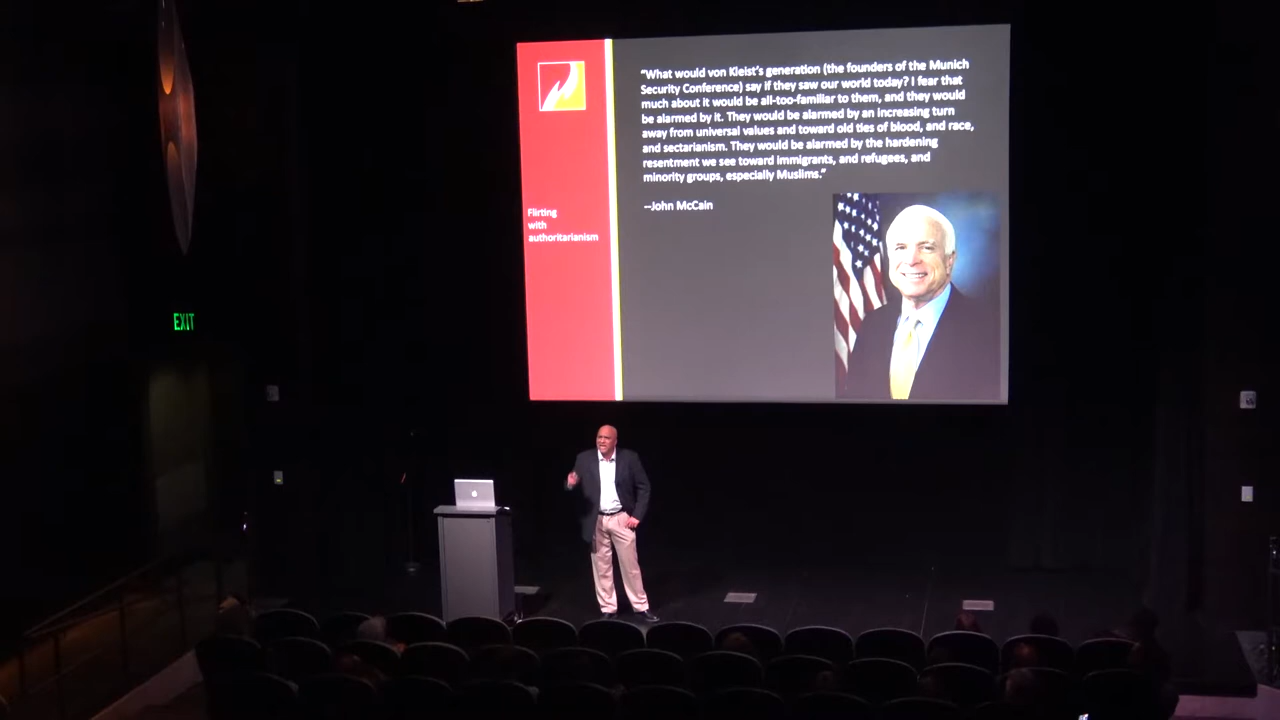 "What would von Kleist's generation (the founders of the Munich
Security Conference) say if they saw our world today? I fear that
much about it would be all-too-familiar to them, and they would
be alarmed by it. They would be alarmed by an increasing turn
away from universal values and toward old ties of blood, and race,
and sectarianism. They would be alarmed by the hardening
resentment we see toward immigrants, and refugees, and
minority groups, especially Muslims."
--John McCain
Flirting
with
authoritarianism
EXIT